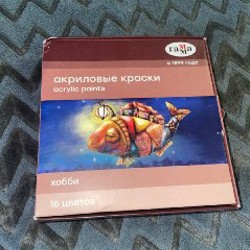 гамма
с 1899 года
акриловые краски
acrylic paints
хобби
16 цветов